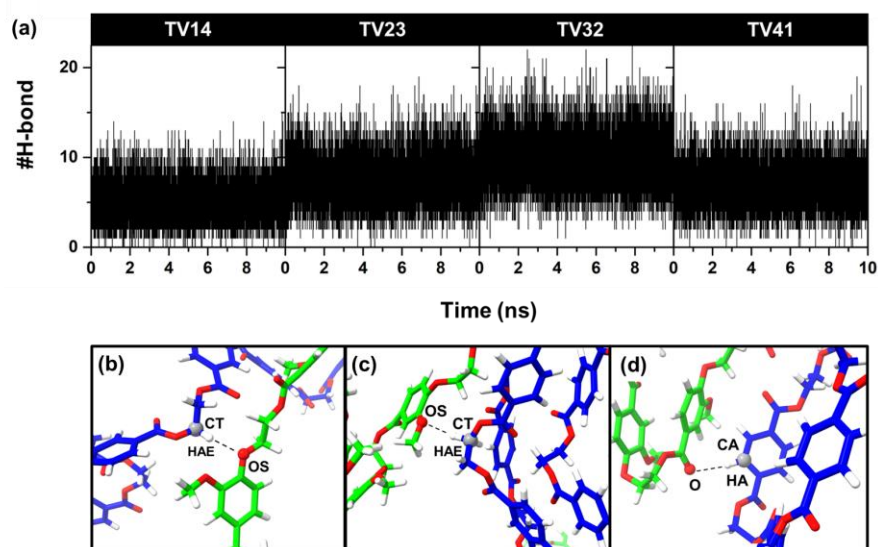 (a)
TV14 TV23 TV32 TV41
#H-bond
20
10
0
0 2 4 6 8 0 2 4 6 8 0 2 4 6 8 0 2 4 6 8 10
Time (ns)
(b) (c) (d)
CT
HAE
OS
OS
CT
HAE
CA
O
HA